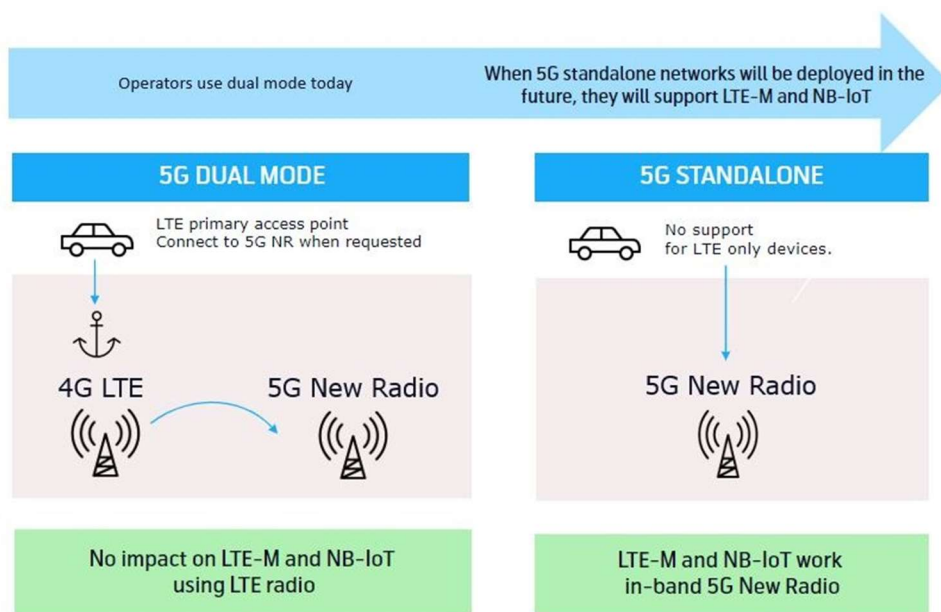 Operators use dual mode today
When 5G standalone networks will be deployed in the
future, they will support LTE-M and NB-IoT
5G DUAL MODE
LTE primary access point
Connect to 5G NR when requested
4G LTE
5G New Radio
No impact on LTE-M and NB-IoT
using LTE radio
5G STANDALONE
No support
for LTE only devices.
5G New Radio
LTE-M and NB-IoT work
in-band 5G New Radio